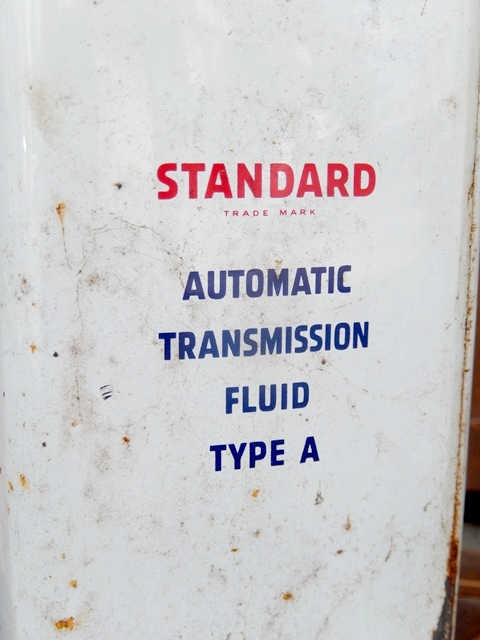 STANDARD
TRADE MARK
AUTOMATIC
TRANSMISSION
FLUID
TYPE A